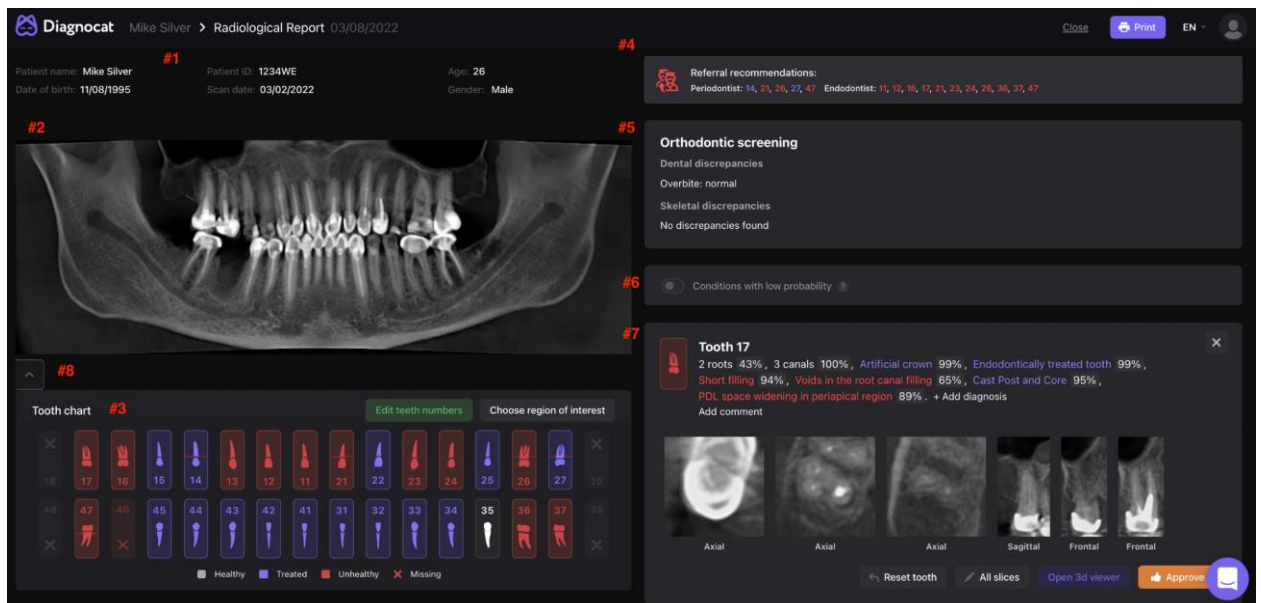 Diagnocat Mike Silver > Radiological Report 03/08/2022
Close Print EN
#1
Patient name: Mike Silver Patient ID: 1234WE Age: 26
Date of birth: 11/08/1995 Scan date: 03/02/2022 Gender: Male
#2
#8
Tooth chart #3 Edit teeth numbers Choose region of interest
18 17 16 15 14 13 12 11 21 22 23 24 25 26 27 28
48 47 46 45 44 43 42 41 31 32 33 34 35 36 37 38
Healthy Treated Unhealthy Missing
#4
Referral recommendations:
Periodontist: 14, 21, 26, 27, 47 Endodontist: 11, 12, 16, 17, 21, 23, 24, 26, 36, 37, 47
#5
Orthodontic screening
Dental discrepancies
Overbite: normal
Skeletal discrepancies
No discrepancies found
#6
Conditions with low probability ?
#7
Tooth 17
2 roots 43%, 3 canals 100%, Artificial crown 99%, Endodontically treated tooth 99%,
Short filling 94%, Voids in the root canal filling 65%, Cast Post and Core 95%,
PDL space widening in periapical region 89%. + Add diagnosis
Add comment
Axial Axial Axial Sagittal Frontal Frontal
Reset tooth All slices Open 3d viewer Approve